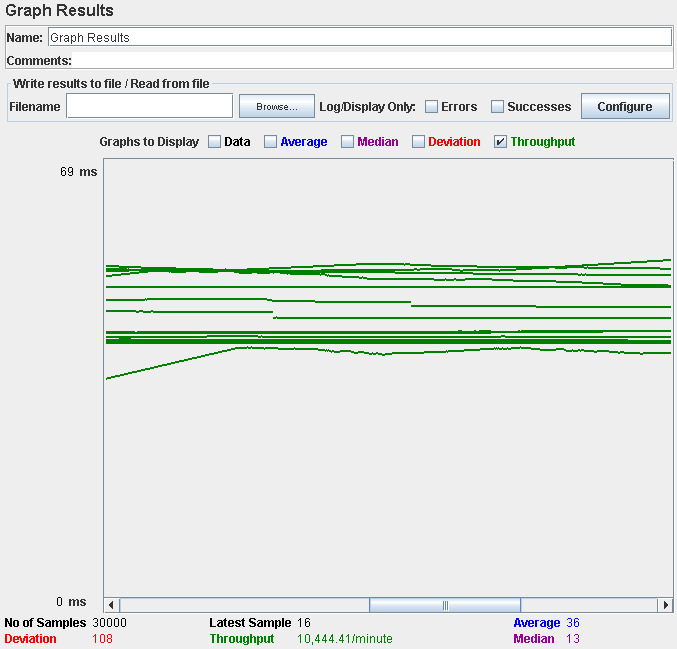 Graph Results
Name: Graph Results
Comments:
Write results to file / Read from file
Filename Browse... Log/Display Only: Errors Successes Configure
Graphs to Display Data Average Median Deviation Throughput
69 ms
0 ms
No of Samples 30000 Latest Sample 16 Average 36
Deviation 108 Throughput 10,444.41/minute Median 13